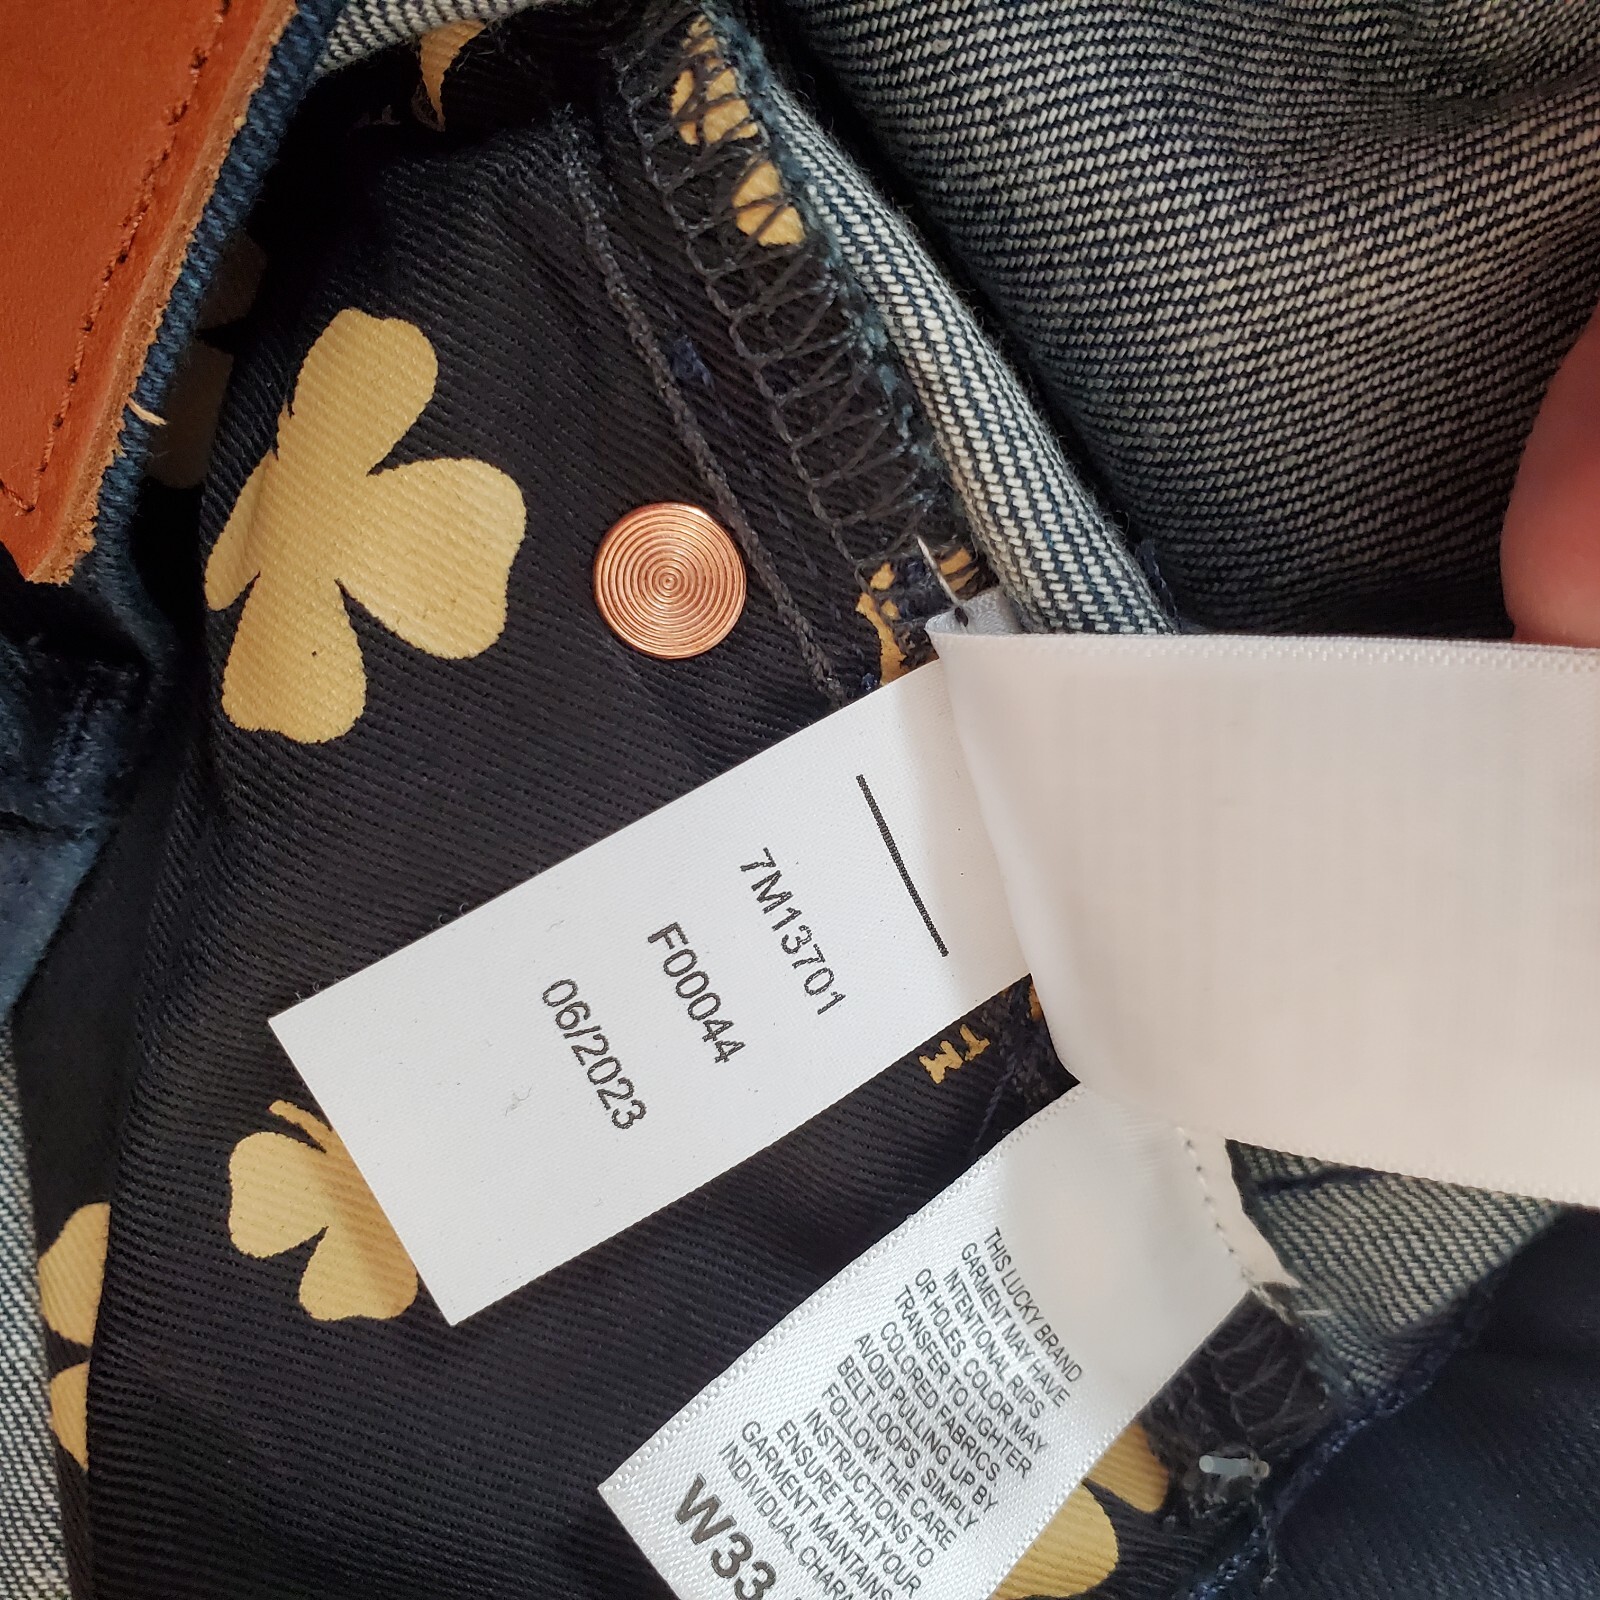 7M13701
F00044
06/2023
THIS LUCKY BRAND
GARMENT MAY HAVE
INTENTIONAL RIPS
OR HOLES. COLOR MAY
TRANSFER TO LIGHTER
COLORED FABRICS.
AVOID PULLING UP BY
BELT LOOPS. SIMPLY
FOLLOW THE CARE
INSTRUCTIONS TO
ENSURE THAT YOUR
GARMENT MAINTAINS
INDIVIDUAL
W33